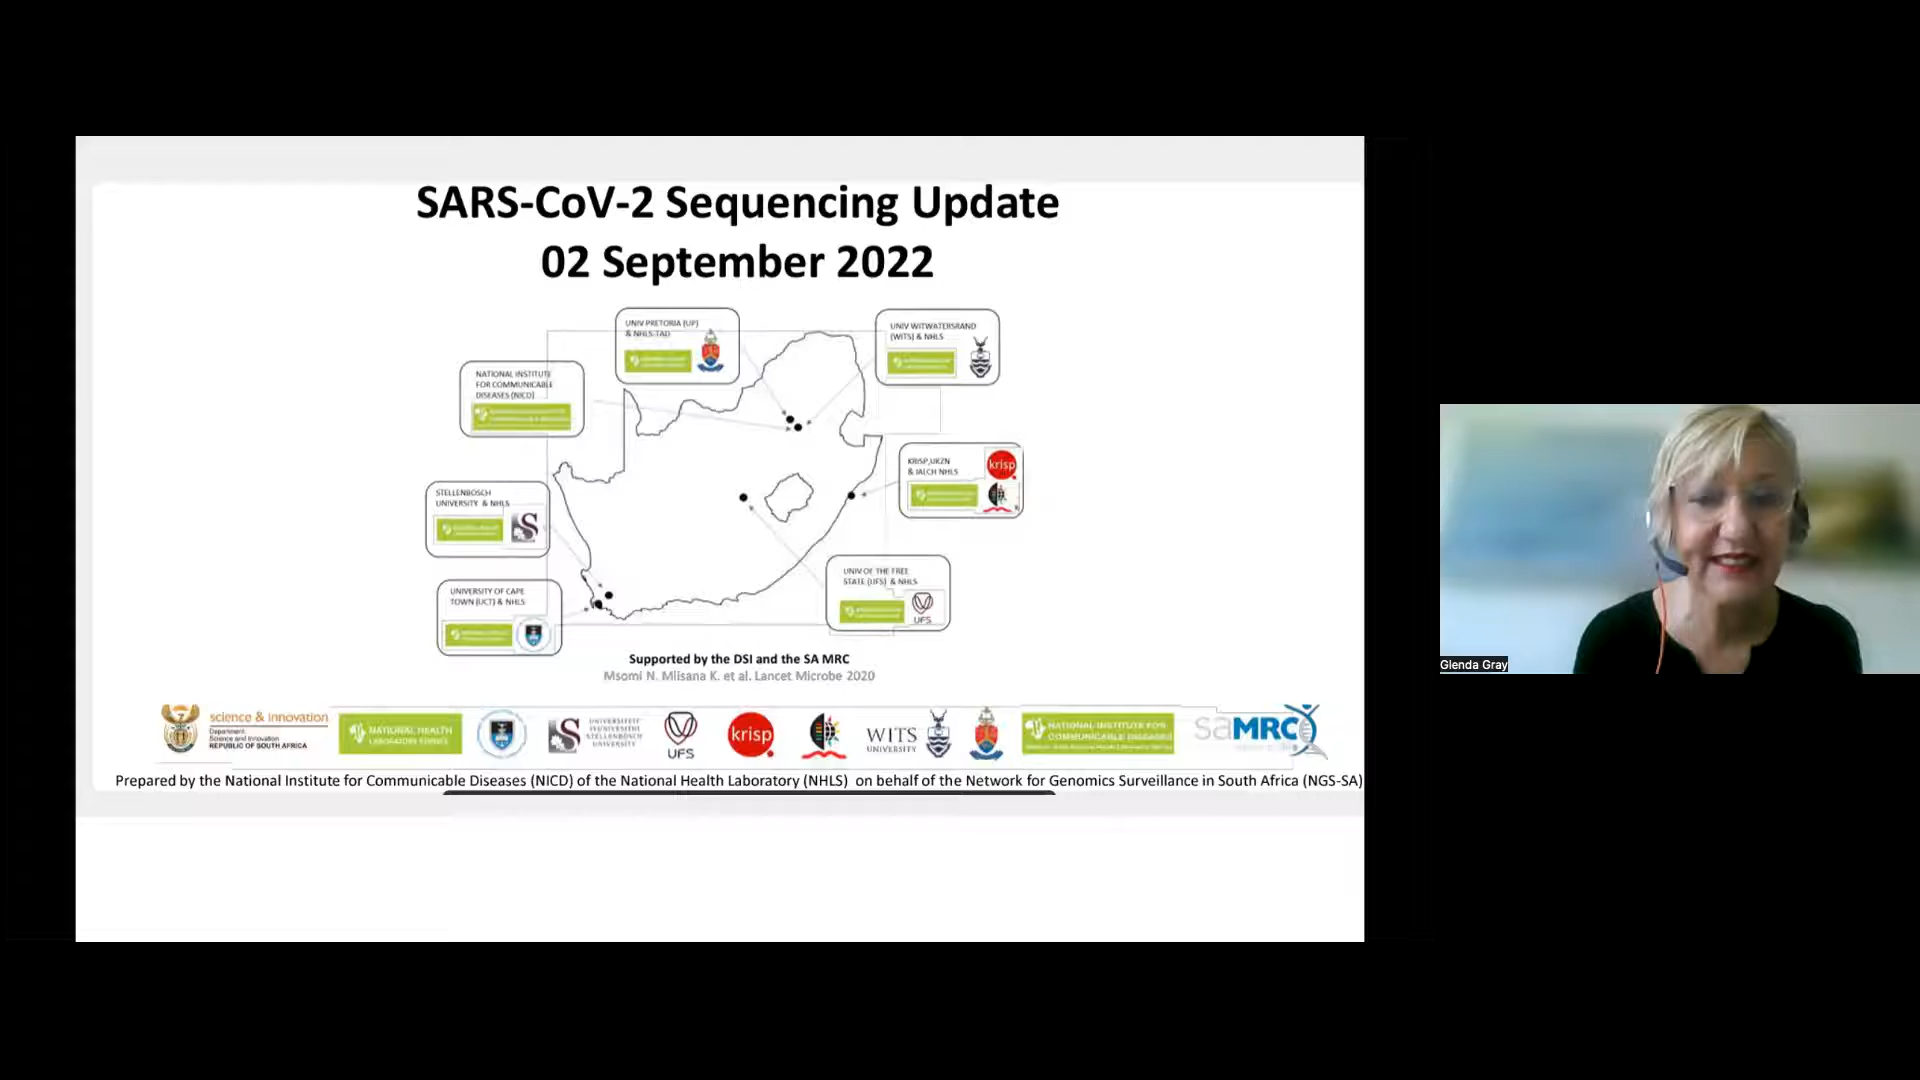 SARS-CoV-2 Sequencing Update
02 September 2022
UNIV PRETORIA (UP)
& NHLS-TAD
UNIV WITWATERSRAND
(WITS) & NHLS
NATIONAL INSTITUTE
FOR COMMUNICABLE
DISEASES (NICD)
KRISP, UKZN
& IALCH NHLS
krisp
STELLENBOSCH
UNIVERSITY & NHLS
UNIV OF THE FREE
STATE (UFS) & NHLS
UFS
UNIVERSITY OF CAPE
TOWN (UCT) & NHLS
Supported by the DSI and the SA MRC
Msomi N. Mlisana K. et al. Lancet Microbe 2020
science & innovation
Department:
Science and Innovation
REPUBLIC OF SOUTH AFRICA
NATIONAL HEALTH
LABORATORY SERVICE
UNIVERSITEIT
IYUNIVESITHI
STELLENBOSCH
UNIVERSITY
UFS
krisp
WITS
UNIVERSITY
NATIONAL INSTITUTE FOR
COMMUNICABLE DISEASES
saMRC
Prepared by the National Institute for Communicable Diseases (NICD) of the National Health Laboratory (NHLS) on behalf of the Network for Genomics Surveillance in South Africa (NGS-SA)
Glenda Gray